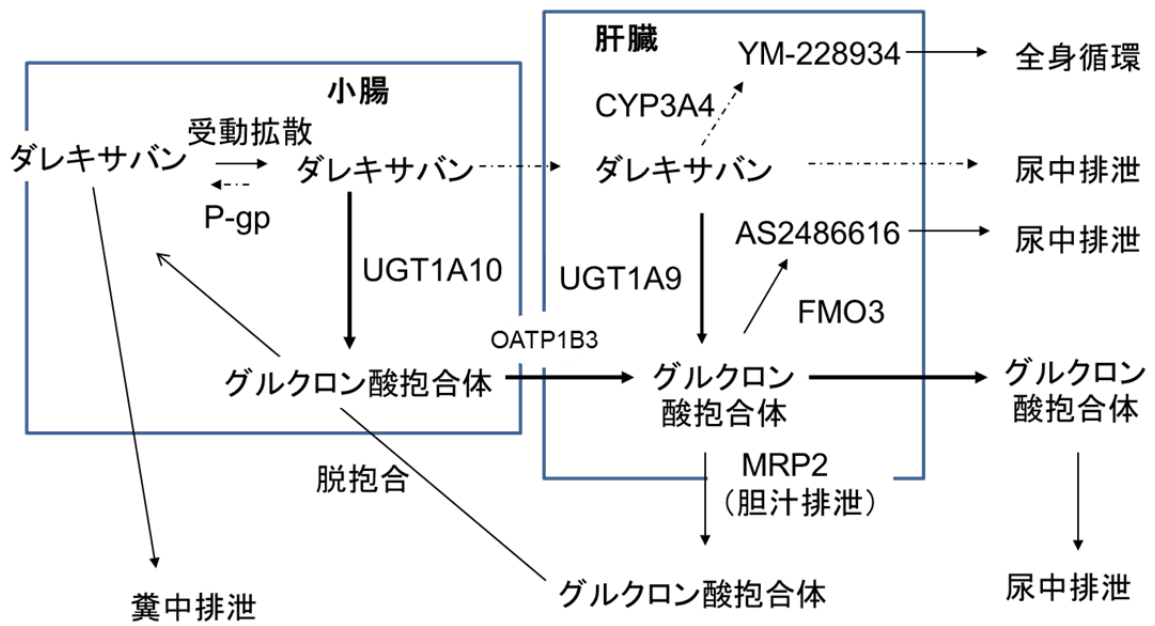 肝臓
YM-228934
全身循環
小腸
CYP3A4
受動拡散
ダレキサバン
ダレキサバン
ダレキサバン
尿中排泄
P-gp
AS2486616
尿中排泄
UGT1A10
UGT1A9
FMO3
OATP1B3
グルクロン酸抱合体
グルクロン
酸抱合体
グルクロン
酸抱合体
脱抱合
MRP2
（胆汁排泄）
糞中排泄
グルクロン酸抱合体
尿中排泄